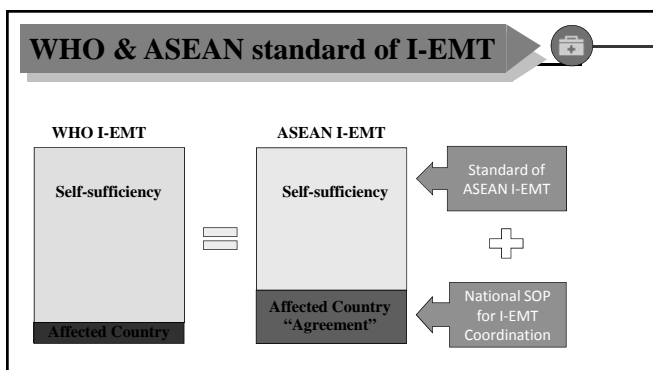 WHO & ASEAN standard of I-EMT
WHO I-EMT
Self-sufficiency
Affected Country
ASEAN I-EMT
Self-sufficiency
Affected Country
“Agreement”
Standard of
ASEAN I-EMT
National SOP
for I-EMT
Coordination